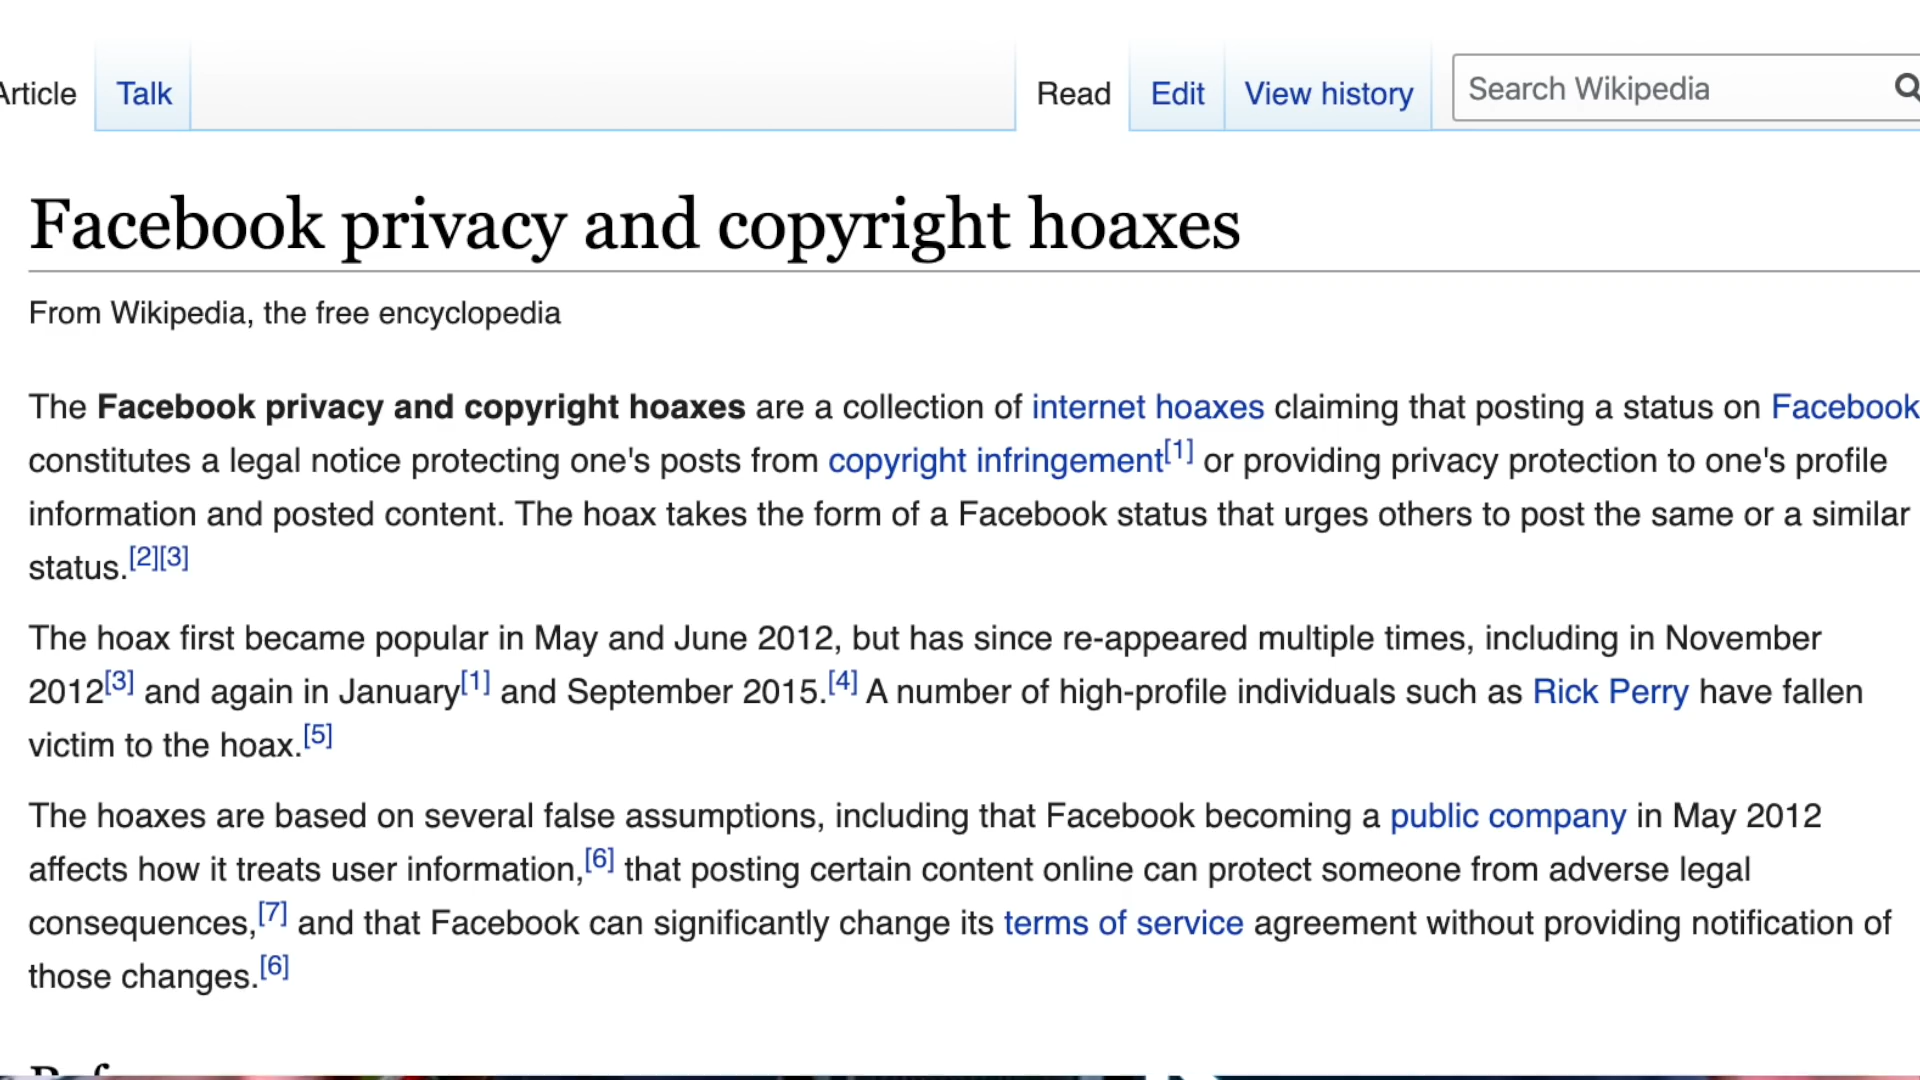 Article Talk Read Edit View history Search Wikipedia
Facebook privacy and copyright hoaxes
From Wikipedia, the free encyclopedia
The Facebook privacy and copyright hoaxes are a collection of internet hoaxes claiming that posting a status on Facebook
constitutes a legal notice protecting one's posts from copyright infringement[1] or providing privacy protection to one's profile
information and posted content. The hoax takes the form of a Facebook status that urges others to post the same or a similar
status.[2][3]
The hoax first became popular in May and June 2012, but has since re-appeared multiple times, including in November
2012[3] and again in January[1] and September 2015.[4] A number of high-profile individuals such as Rick Perry have fallen
victim to the hoax.[5]
The hoaxes are based on several false assumptions, including that Facebook becoming a public company in May 2012
affects how it treats user information,[6] that posting certain content online can protect someone from adverse legal
consequences,[7] and that Facebook can significantly change its terms of service agreement without providing notification of
those changes.[6]